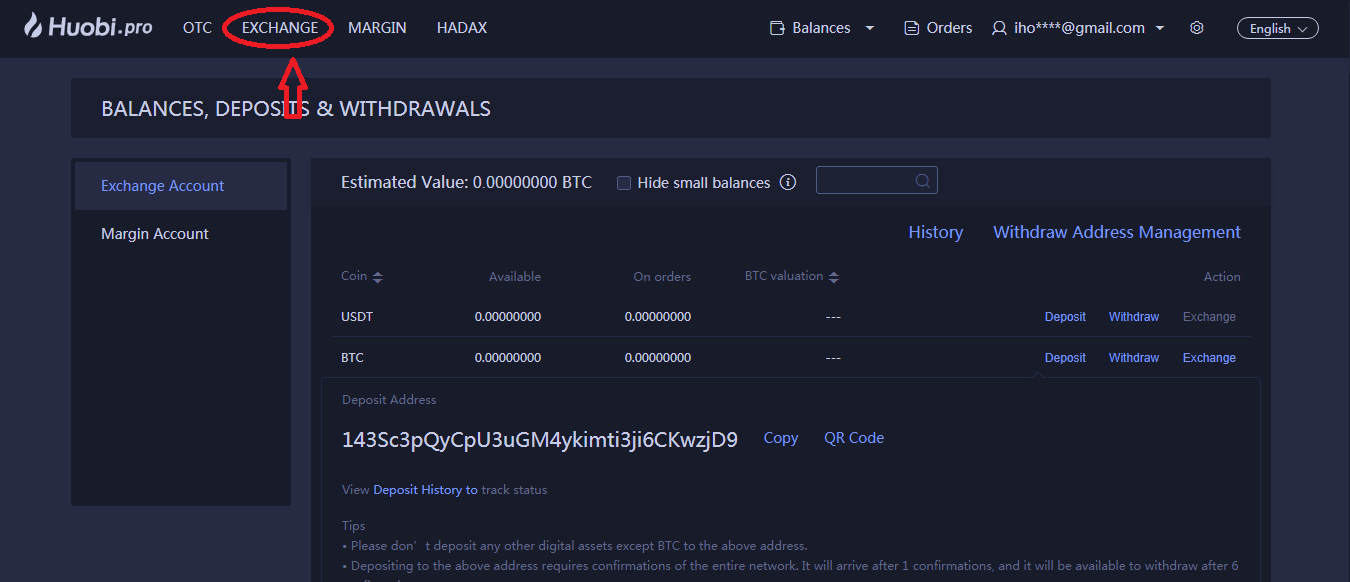 Huobi.pro OTC EXCHANGE MARGIN HADAX Balances Orders iho****@gmail.com English
BALANCES, DEPOSITS & WITHDRAWALS
Exchange Account
Margin Account
Estimated Value: 0.00000000 BTC Hide small balances
History Withdraw Address Management
Coin Available On orders BTC valuation Action
USDT 0.00000000 0.00000000 --- Deposit Withdraw Exchange
BTC 0.00000000 0.00000000 --- Deposit Withdraw Exchange
Deposit Address
143Sc3pQyCpU3uGM4ykimti3ji6CKwzjD9 Copy QR Code
View Deposit History to track status
Tips
• Please don’t deposit any other digital assets except BTC to the above address.
• Depositing to the above address requires confirmations of the entire network. It will arrive after 1 confirmations, and it will be available to withdraw after 6